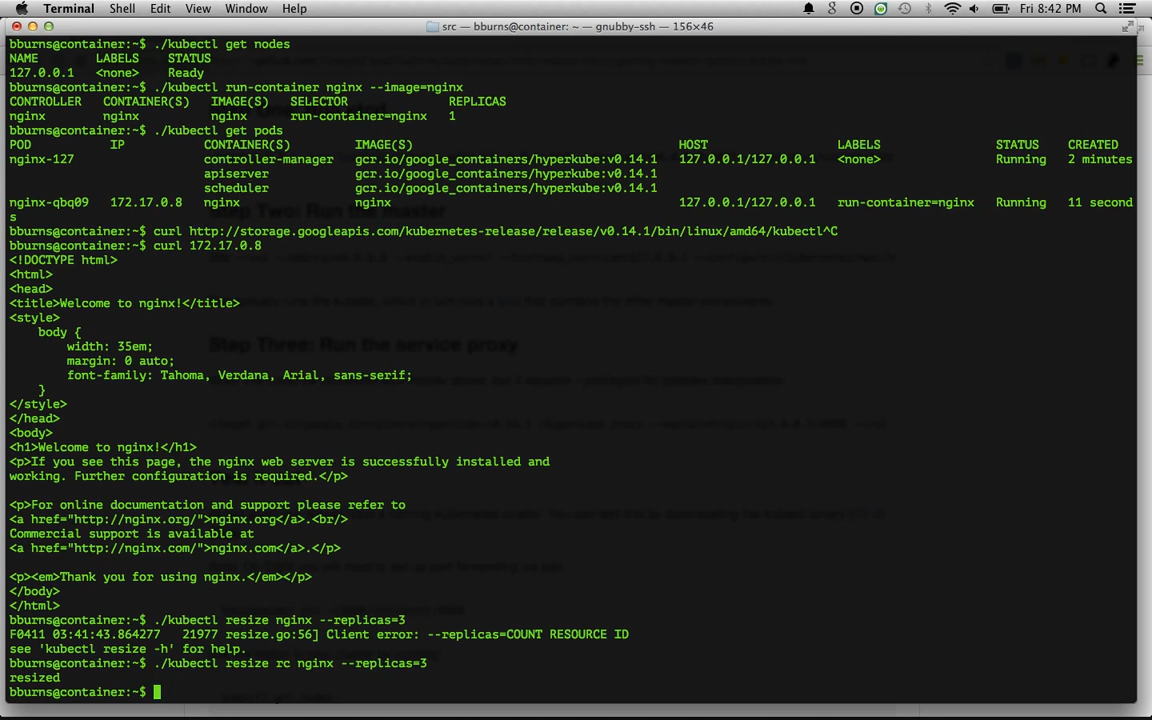 Terminal Shell Edit View Window Help Fri 8:42 PM
src — bburns@container: ~ — gnubby-ssh — 156×46
bburns@container:~$ ./kubectl get nodes
NAME LABELS STATUS
127.0.0.1 <none> Ready
bburns@container:~$ ./kubectl run-container nginx --image=nginx
CONTROLLER CONTAINER(S) IMAGE(S) SELECTOR REPLICAS
nginx nginx nginx run-container=nginx 1
bburns@container:~$ ./kubectl get pods
POD IP CONTAINER(S) IMAGE(S) HOST LABELS STATUS CREATED
nginx-127 controller-manager gcr.io/google_containers/hyperkube:v0.14.1 127.0.0.1/127.0.0.1 <none> Running 2 minutes
apiserver gcr.io/google_containers/hyperkube:v0.14.1
scheduler gcr.io/google_containers/hyperkube:v0.14.1
nginx-qbq09 172.17.0.8 nginx nginx 127.0.0.1/127.0.0.1 run-container=nginx Running 11 second
s
bburns@container:~$ curl http://storage.googleapis.com/kubernetes-release/release/v0.14.1/bin/linux/amd64/kubectl^C
bburns@container:~$ curl 172.17.0.8
<!DOCTYPE html>
<html>
<head>
<title>Welcome to nginx!</title>
<style>
body {
width: 35em;
margin: 0 auto;
font-family: Tahoma, Verdana, Arial, sans-serif;
}
</style>
</head>
<body>
<h1>Welcome to nginx!</h1>
<p>If you see this page, the nginx web server is successfully installed and
working. Further configuration is required.</p>
<p>For online documentation and support please refer to
<a href="http://nginx.org/">nginx.org</a>.<br/>
Commercial support is available at
<a href="http://nginx.com/">nginx.com</a>.</p>
<p><em>Thank you for using nginx.</em></p>
</body>
</html>
bburns@container:~$ ./kubectl resize nginx --replicas=3
F0411 03:41:43.864277 21977 resize.go:56] Client error: --replicas=COUNT RESOURCE ID
see 'kubectl resize -h' for help.
bburns@container:~$ ./kubectl resize rc nginx --replicas=3
resized
bburns@container:~$
Step Two: Run the master
Step Three: Run the service proxy